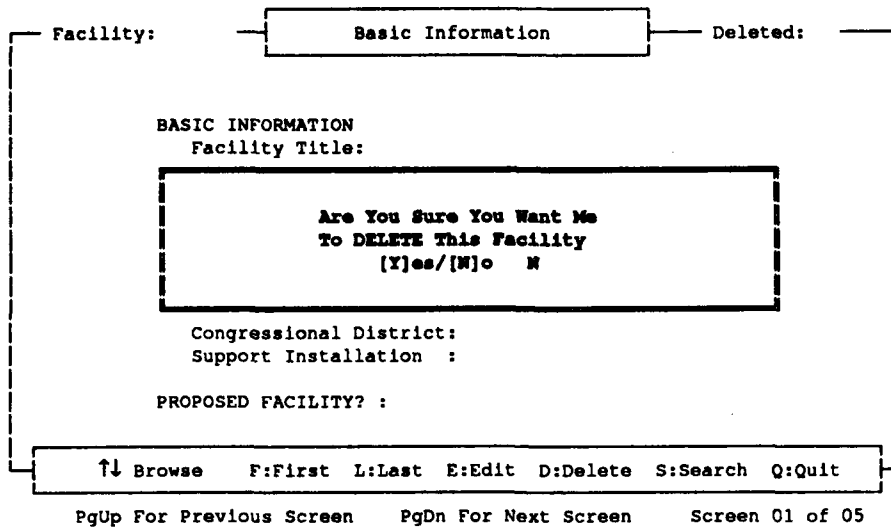 Facility: Basic Information Deleted:
BASIC INFORMATION
Facility Title:
Are You Sure You Want Me
To DELETE This Facility
[Y]es/[N]o N
Congressional District:
Support Installation :
PROPOSED FACILITY? :
↑↓ Browse F:First L:Last E:Edit D:Delete S:Search Q:Quit
PgUp For Previous Screen PgDn For Next Screen Screen 01 of 05